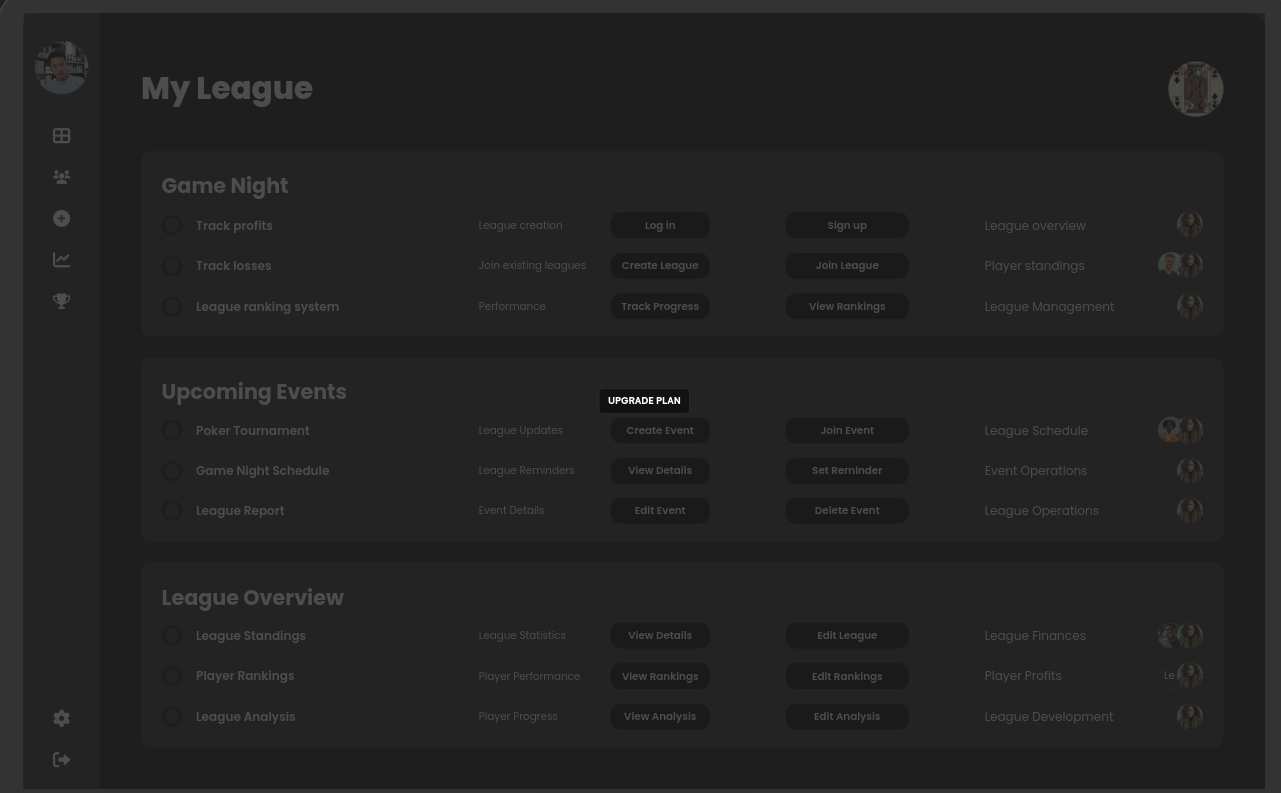 My League
Game Night
Track profits League creation Log in Sign up League overview
Track losses Join existing leagues Create League Join League Player standings
League ranking system Performance Track Progress View Rankings League Management
Upcoming Events
UPGRADE PLAN
Poker Tournament League Updates Create Event Join Event League Schedule
Game Night Schedule League Reminders View Details Set Reminder Event Operations
League Report Event Details Edit Event Delete Event League Operations
League Overview
League Standings League Statistics View Details Edit League League Finances
Player Rankings Player Performance View Rankings Edit Rankings Player Profits Le
League Analysis Player Progress View Analysis Edit Analysis League Development